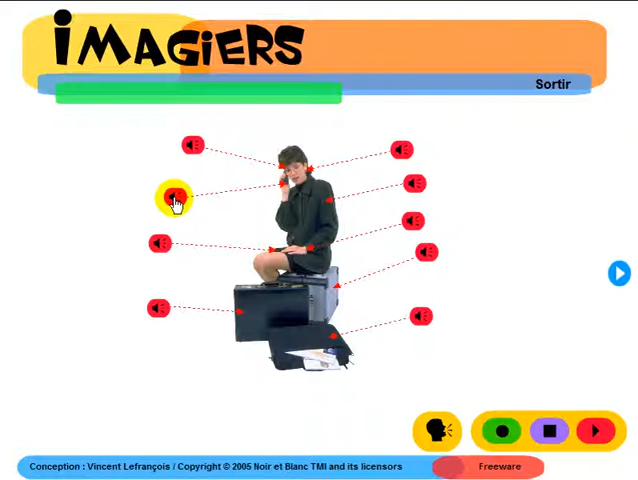 iMAGiERS
Sortir
Conception : Vincent Lefrançois / Copyright © 2005 Noir et Blanc TMI and its licensors
Freeware